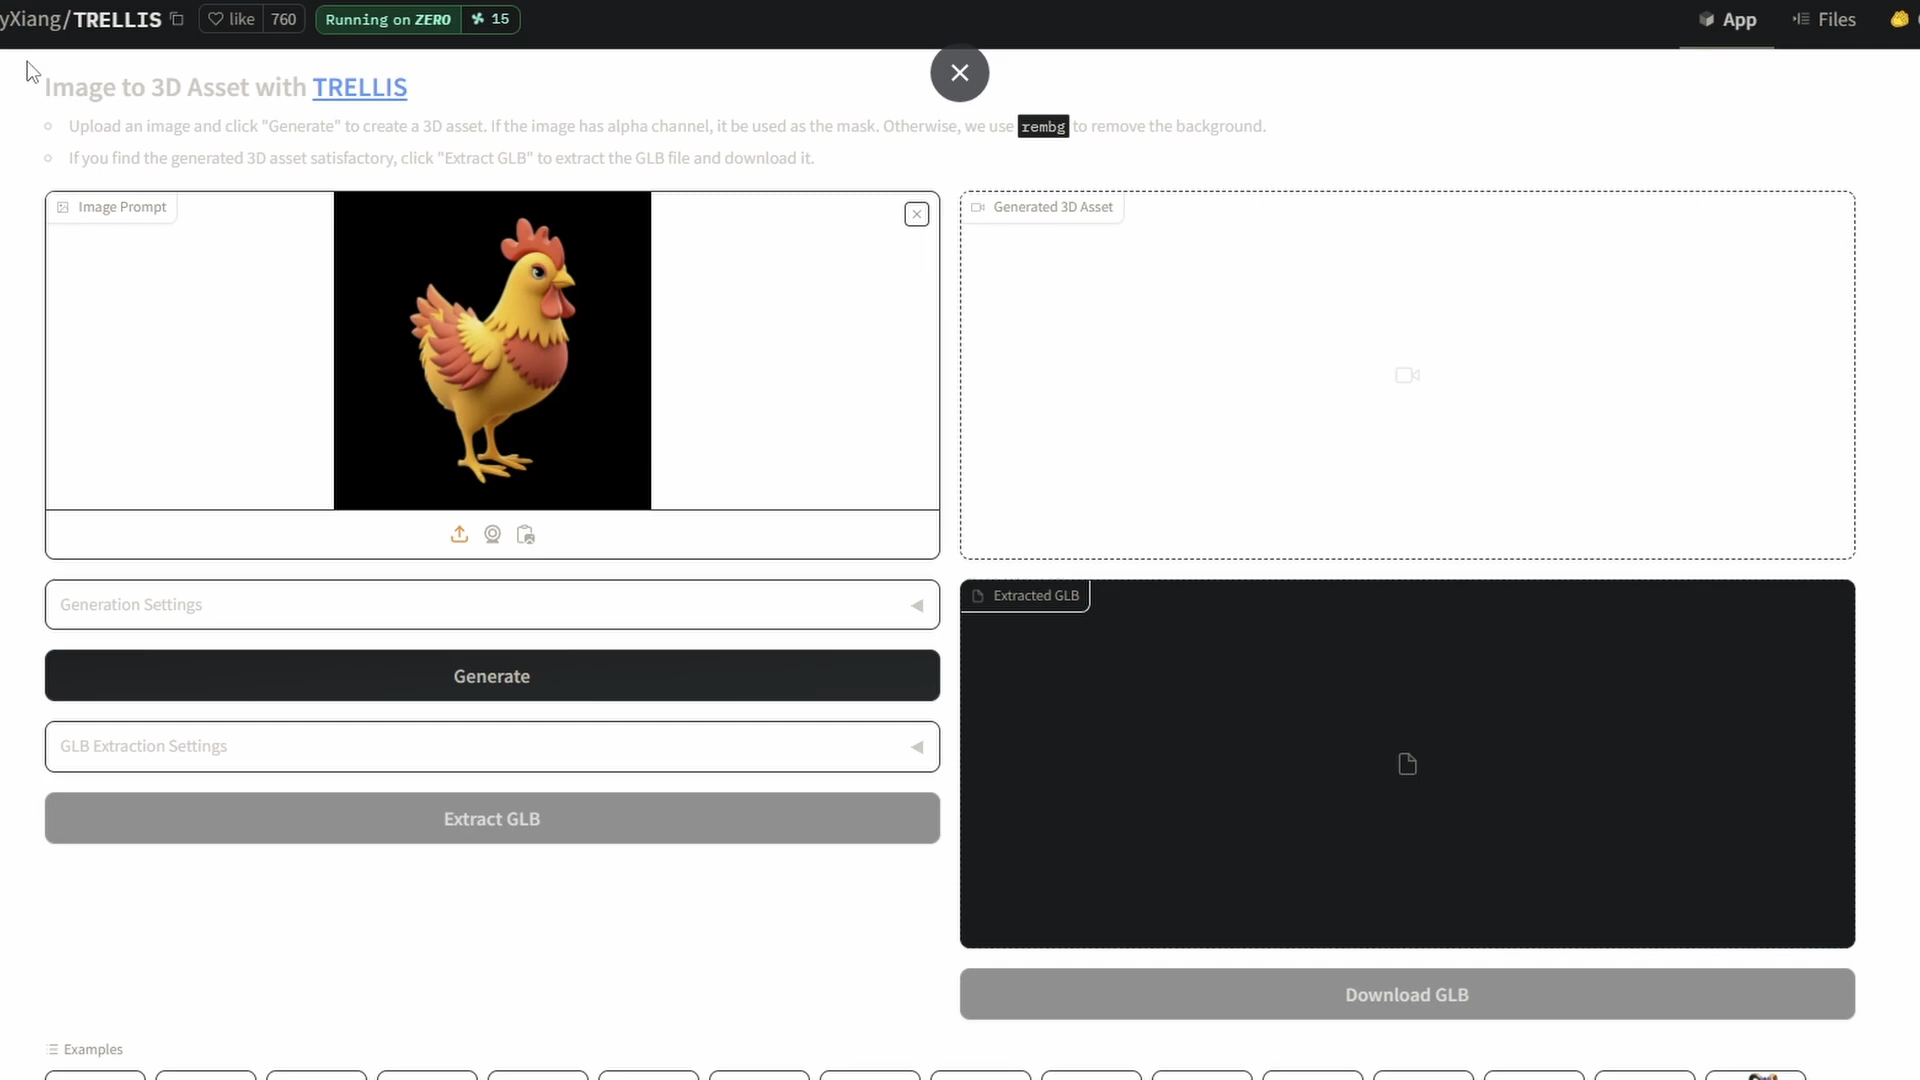 yXiang/TRELLIS like 760 Running on ZERO 15 App Files
Image to 3D Asset with TRELLIS
Upload an image and click "Generate" to create a 3D asset. If the image has alpha channel, it be used as the mask. Otherwise, we use rembg to remove the background.
If you find the generated 3D asset satisfactory, click "Extract GLB" to extract the GLB file and download it.
Image Prompt
Generated 3D Asset
Generation Settings
Extracted GLB
Generate
GLB Extraction Settings
Extract GLB
Download GLB
Examples